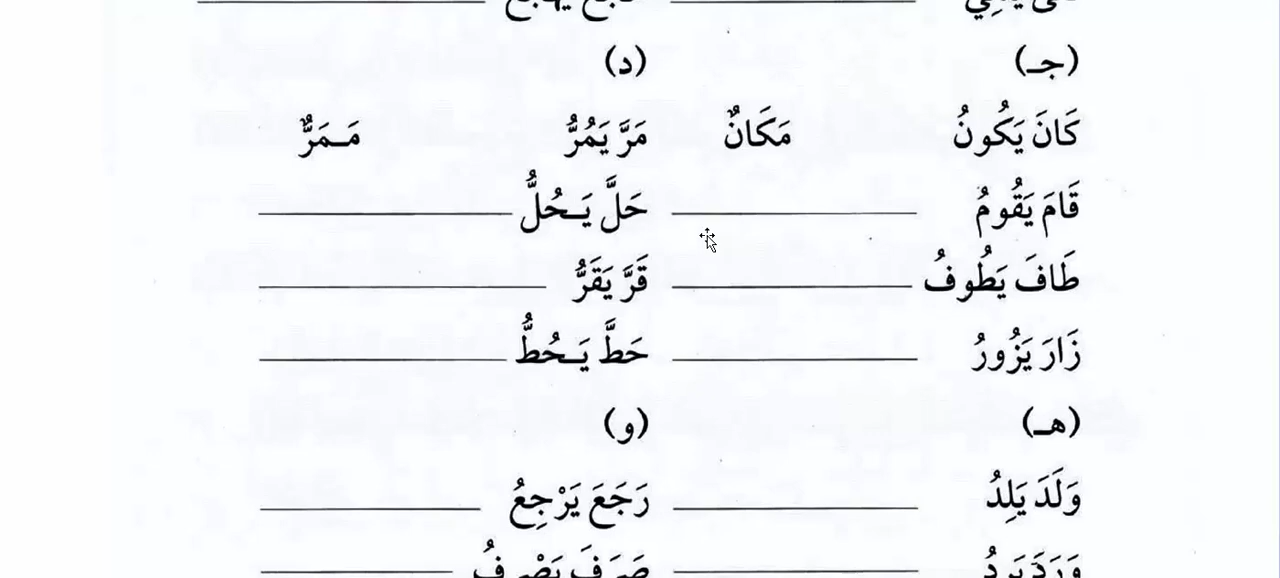 (جـ) (د)
كَانَ يَكُونُ مَكَانٌ مَرَّ يَمُرُّ مَـمَرٌّ
قَامَ يَقُومُ حَلَّ يَـحُلُّ
طَافَ يَطُوفُ قَرَّ يَقَرُّ
زَارَ يَزُورُ حَطَّ يَـحُطُّ
(هـ) (و)
وَلَدَ يَلِدُ رَجَعَ يَرْجِعُ
وَرَدَ يَرِدُ صَرَفَ يَصْرِفُ